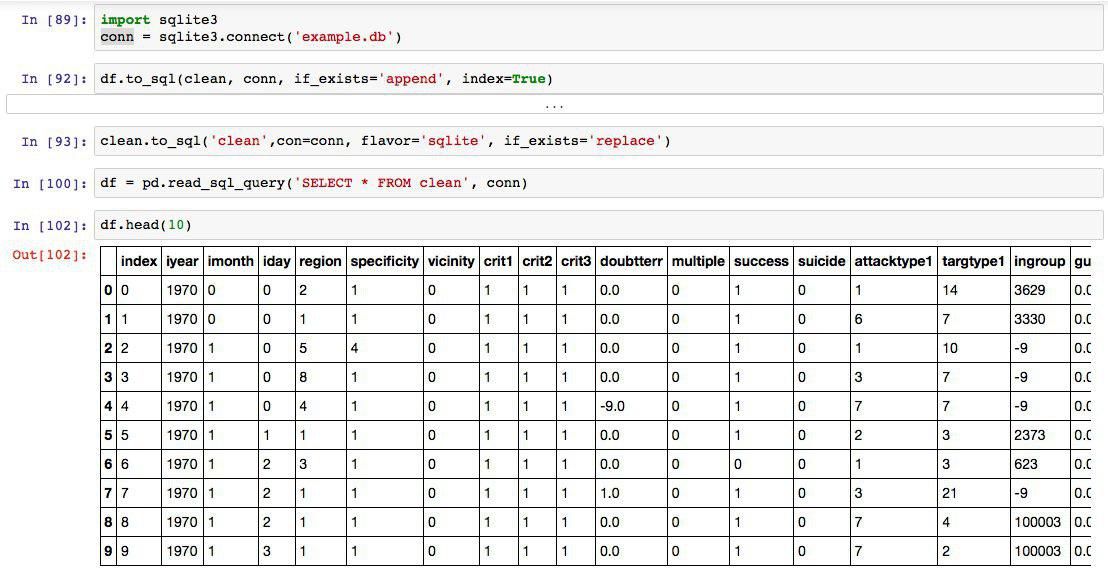 In [89]: import sqlite3
conn = sqlite3.connect('example.db')
In [92]: df.to_sql(clean, conn, if_exists='append', index=True)
...
In [93]: clean.to_sql('clean',con=conn, flavor='sqlite', if_exists='replace')
In [100]: df = pd.read_sql_query('SELECT * FROM clean', conn)
In [102]: df.head(10)
Out[102]:
index iyear imonth iday region specificity vicinity crit1 crit2 crit3 doubtterr multiple success suicide attacktype1 targtype1 ingroup gu
0 0 1970 0 0 2 1 0 1 1 1 0.0 0 1 0 1 14 3629 0.0
1 1 1970 0 0 1 1 0 1 1 1 0.0 0 1 0 6 7 3330 0.0
2 2 1970 1 0 5 4 0 1 1 1 0.0 0 1 0 1 10 -9 0.0
3 3 1970 1 0 8 1 0 1 1 1 0.0 0 1 0 3 7 -9 0.0
4 4 1970 1 0 4 1 0 1 1 1 -9.0 0 1 0 7 7 -9 0.0
5 5 1970 1 1 1 1 0 1 1 1 0.0 0 1 0 2 3 2373 0.0
6 6 1970 1 2 3 1 0 1 1 1 0.0 0 0 0 1 3 623 0.0
7 7 1970 1 2 1 1 0 1 1 1 1.0 0 1 0 3 21 -9 0.0
8 8 1970 1 2 1 1 0 1 1 1 0.0 0 1 0 7 4 100003 0.0
9 9 1970 1 3 1 1 0 1 1 1 0.0 0 1 0 7 2 100003 0.0